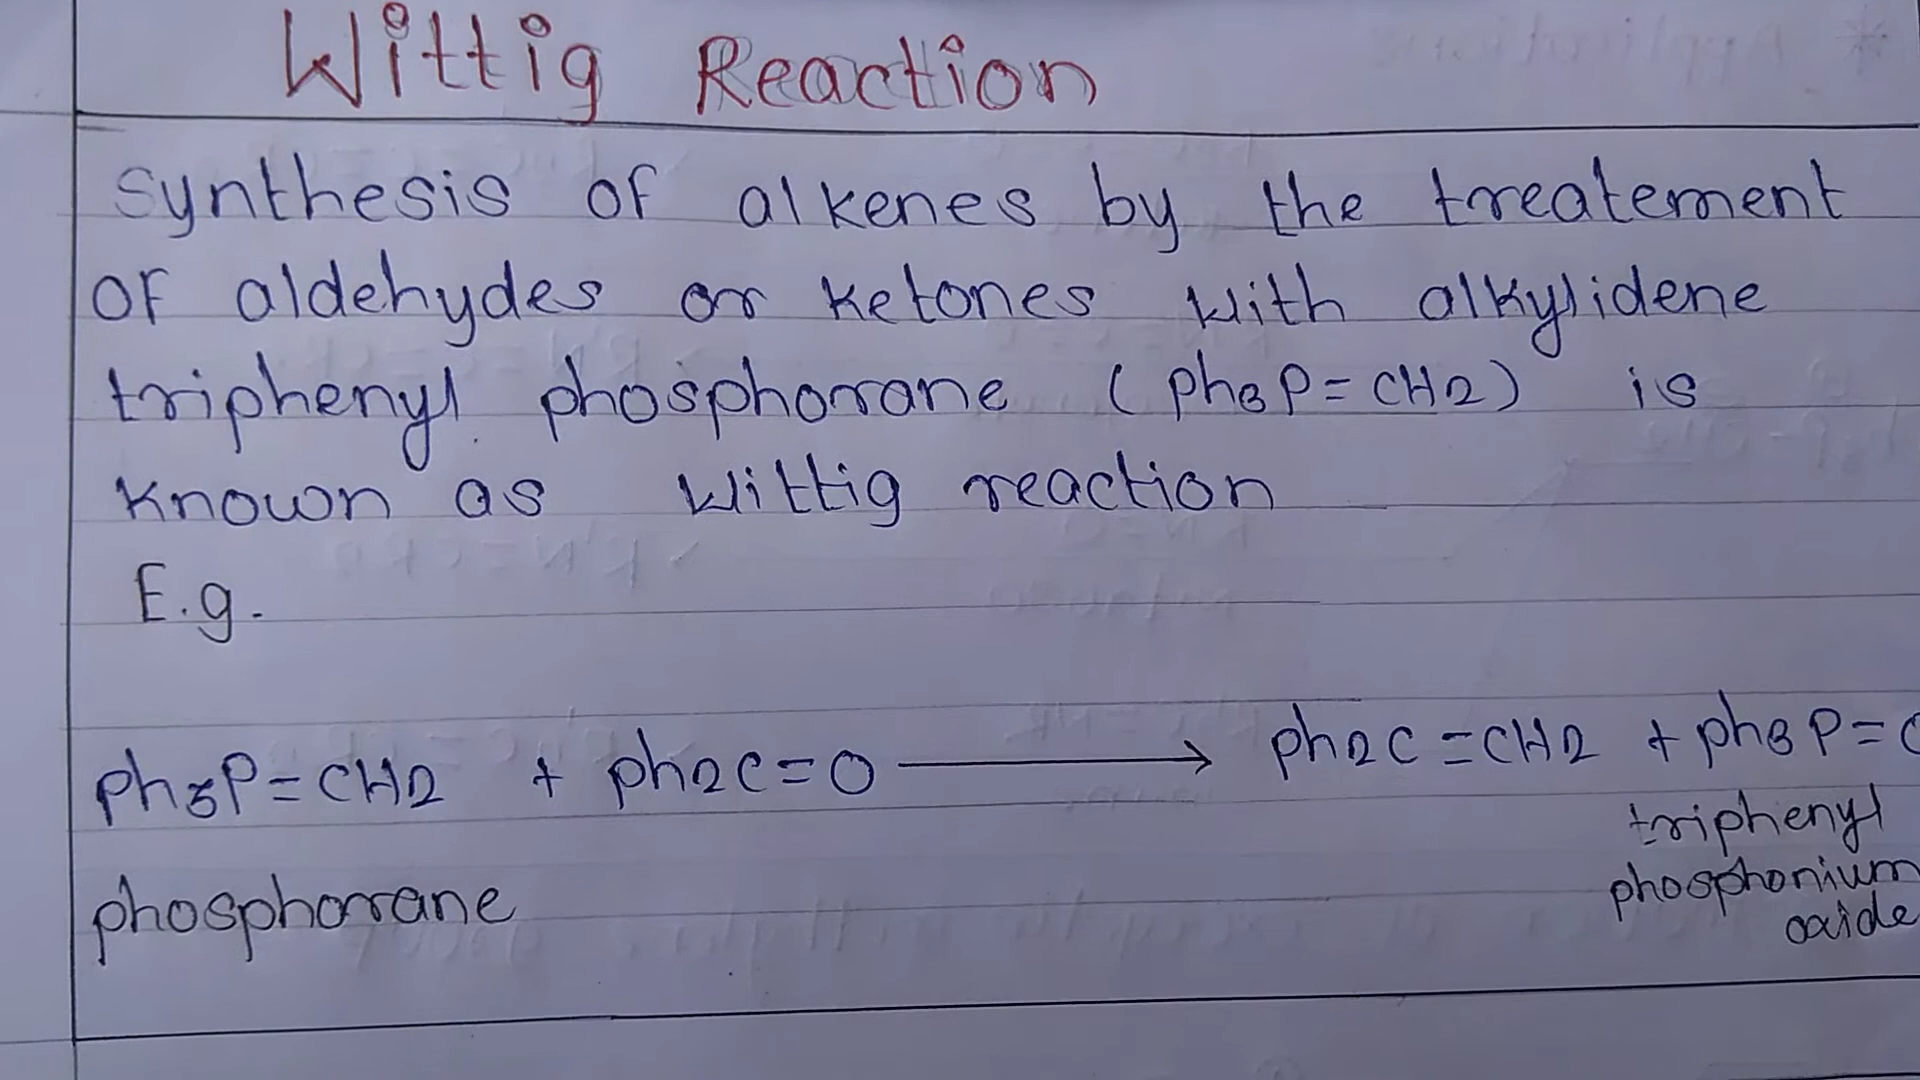 Wittig Reaction
Synthesis of alkenes by the treatement
of aldehydes or ketones with alkylidene
triphenyl phosphorane (ph3P=CH2) is
known as Wittig reaction
E.g.
ph3P=CH2 + ph2C=O → ph2C=CH2 + ph3P=O
triphenyl
phosphonium
oxide
phosphorane